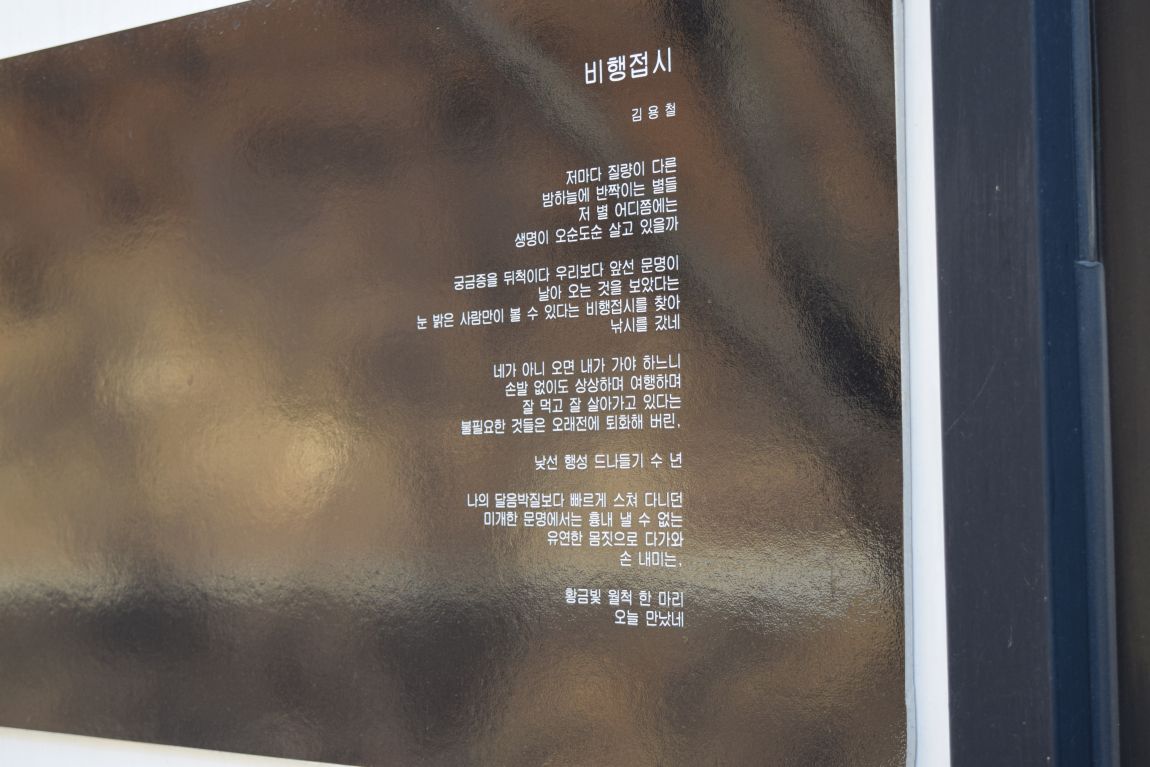 비행접시
김용철
저마다 질량이 다른
밤하늘에 반짝이는 별들
저 별 어디쯤에는
생명이 오순도순 살고 있을까
궁금증을 뒤척이다 우리보다 앞선 문명이
날아 오는 것을 보았다는
눈 밝은 사람만이 볼 수 있다는 비행접시를 찾아
낚시를 갔네
네가 아니 오면 내가 가야 하느니
손발 없이도 상상하며 여행하며
잘 먹고 잘 살아가고 있다는
불필요한 것들은 오래전에 퇴화해 버린,
낯선 행성 드나들기 수 년
나의 달음박질보다 빠르게 스쳐 다니던
미개한 문명에서는 흉내 낼 수 없는
유연한 몸짓으로 다가와
손 내미는,
황금빛 월척 한 마리
오늘 만났네